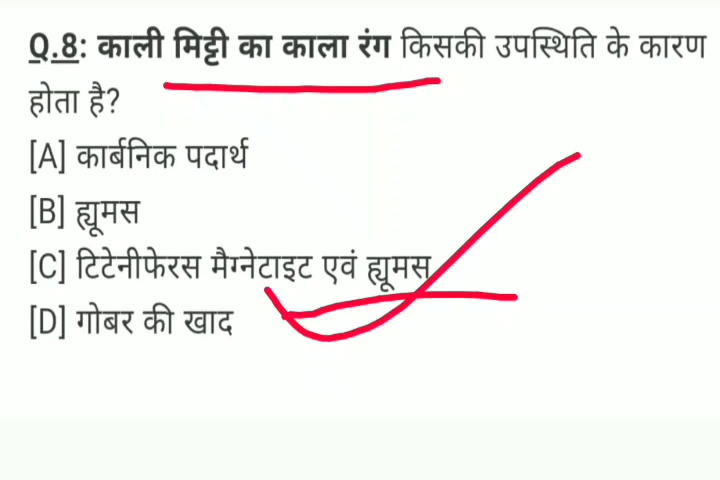 Q.8: काली मिट्टी का काला रंग किसकी उपस्थिति के कारण
होता है?
[A] कार्बनिक पदार्थ
[B] ह्यूमस
[C] टिटेनीफेरस मैग्नेटाइट एवं ह्यूमस
[D] गोबर की खाद